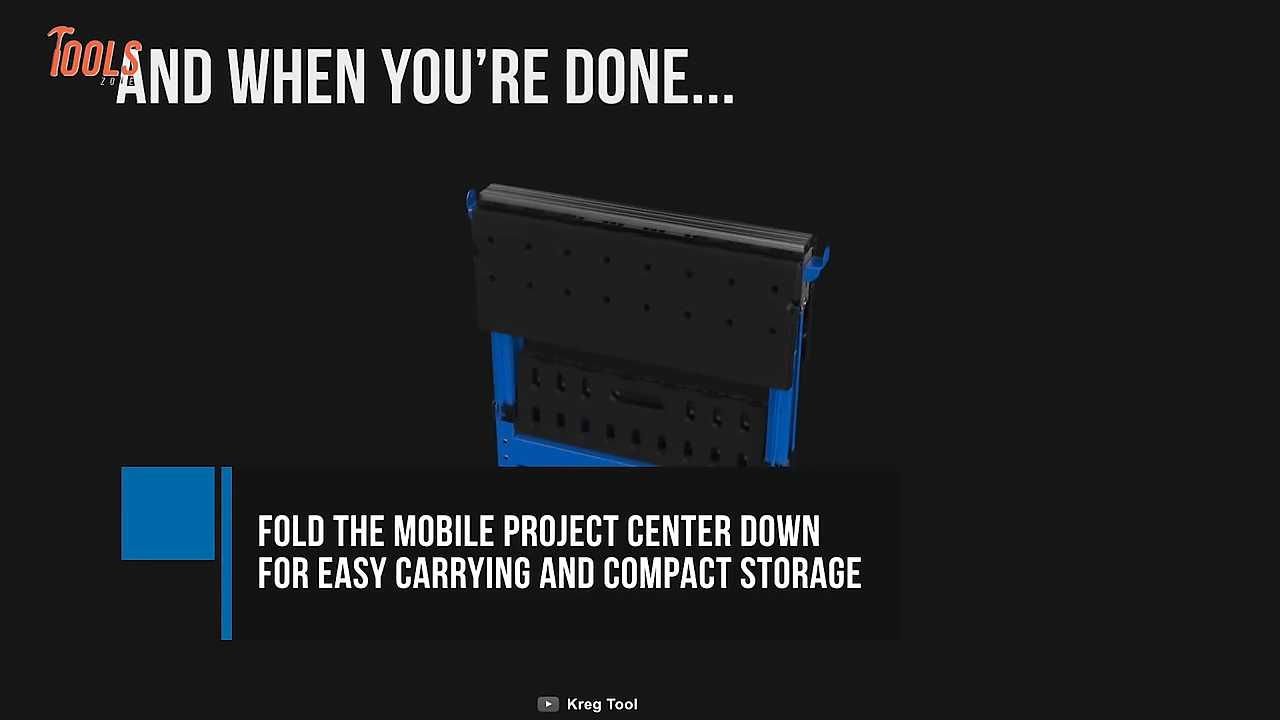 TOOLS
ZONE
AND WHEN YOU'RE DONE...
FOLD THE MOBILE PROJECT CENTER DOWN
FOR EASY CARRYING AND COMPACT STORAGE
Kreg Tool